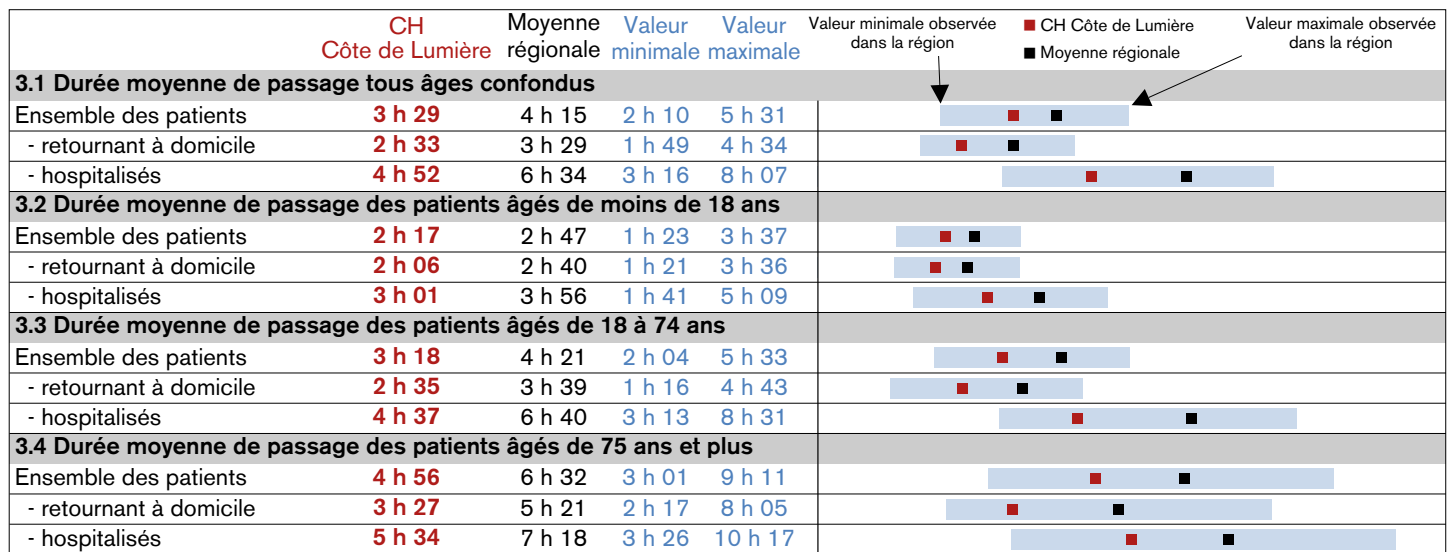 CH Côte de Lumière Moyenne régionale Valeur minimale Valeur maximale
Valeur minimale observée dans la région
CH Côte de Lumière
Moyenne régionale
Valeur maximale observée dans la région
3.1 Durée moyenne de passage tous âges confondus
Ensemble des patients 3 h 29 4 h 15 2 h 10 5 h 31
- retournant à domicile 2 h 33 3 h 29 1 h 49 4 h 34
- hospitalisés 4 h 52 6 h 34 3 h 16 8 h 07
3.2 Durée moyenne de passage des patients âgés de moins de 18 ans
Ensemble des patients 2 h 17 2 h 47 1 h 23 3 h 37
- retournant à domicile 2 h 06 2 h 40 1 h 21 3 h 36
- hospitalisés 3 h 01 3 h 56 1 h 41 5 h 09
3.3 Durée moyenne de passage des patients âgés de 18 à 74 ans
Ensemble des patients 3 h 18 4 h 21 2 h 04 5 h 33
- retournant à domicile 2 h 35 3 h 39 1 h 16 4 h 43
- hospitalisés 4 h 37 6 h 40 3 h 13 8 h 31
3.4 Durée moyenne de passage des patients âgés de 75 ans et plus
Ensemble des patients 4 h 56 6 h 32 3 h 01 9 h 11
- retournant à domicile 3 h 27 5 h 21 2 h 17 8 h 05
- hospitalisés 5 h 34 7 h 18 3 h 26 10 h 17